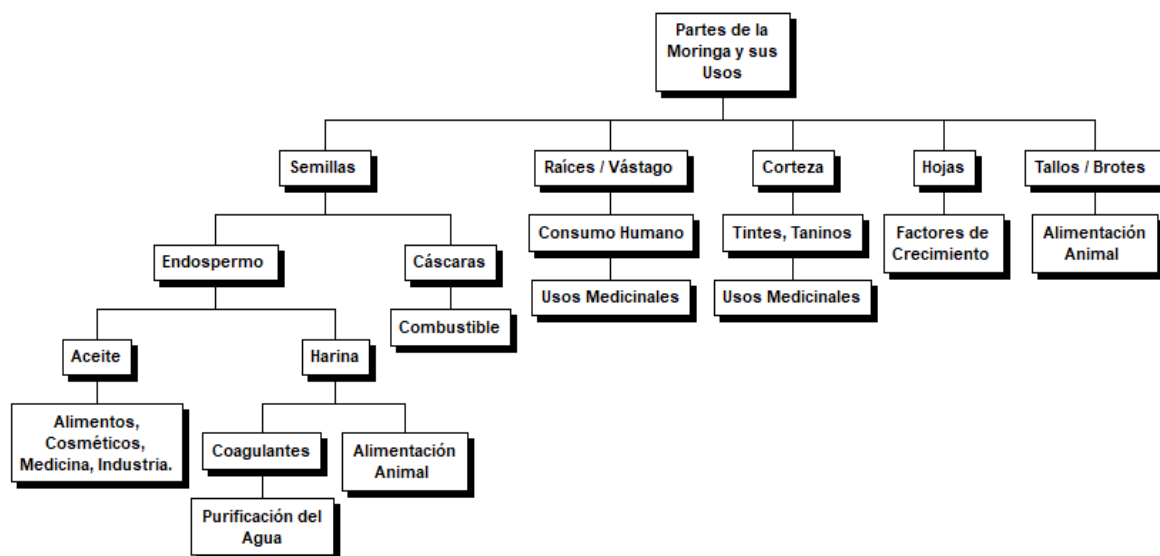 Partes de la
Moringa y sus
Usos
Semillas
Raíces / Vástago
Corteza
Hojas
Tallos / Brotes
Consumo Humano
Tintes, Taninos
Factores de
Crecimiento
Alimentación
Animal
Endospermo
Cáscaras
Usos Medicinales
Usos Medicinales
Combustible
Aceite
Harina
Alimentos,
Cosméticos,
Medicina, Industria.
Coagulantes
Alimentación
Animal
Purificación del
Agua